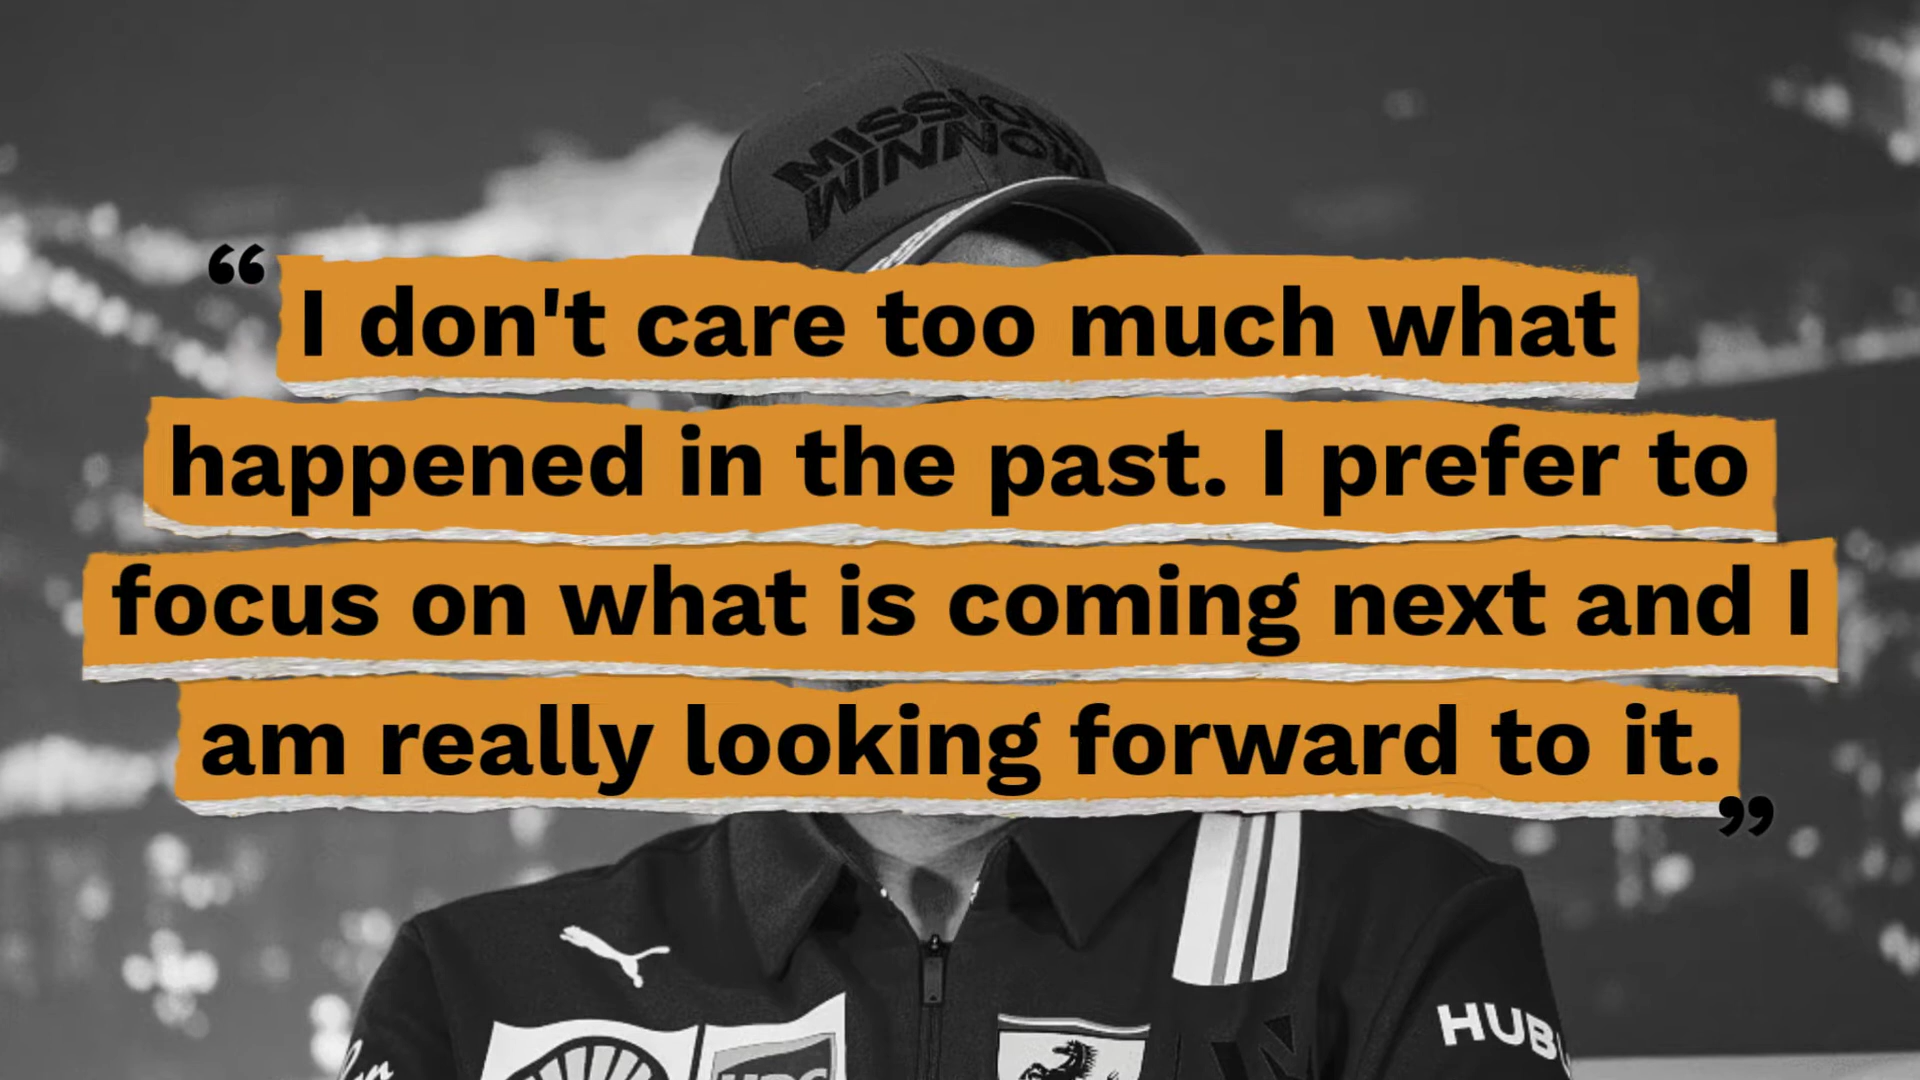 MISSION
WINNOW
“I don't care too much what
happened in the past. I prefer to
focus on what is coming next and I
am really looking forward to it.”
HUB